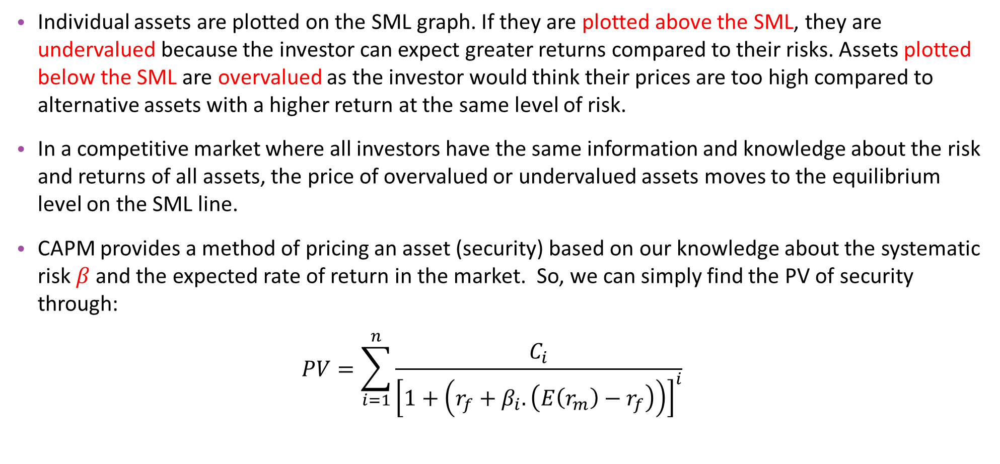 • Individual assets are plotted on the SML graph. If they are plotted above the SML, they are
undervalued because the investor can expect greater returns compared to their risks. Assets plotted
below the SML are overvalued as the investor would think their prices are too high compared to
alternative assets with a higher return at the same level of risk.
• In a competitive market where all investors have the same information and knowledge about the risk
and returns of all assets, the price of overvalued or undervalued assets moves to the equilibrium
level on the SML line.
• CAPM provides a method of pricing an asset (security) based on our knowledge about the systematic
risk β and the expected rate of return in the market.  So, we can simply find the PV of security
through:
$PV = \sum_{i=1}^{n} \frac{C_i}{\left[1 + \left(r_f + \beta_i . \left(E(r_m) - r_f\right)\right)\right]^i}$